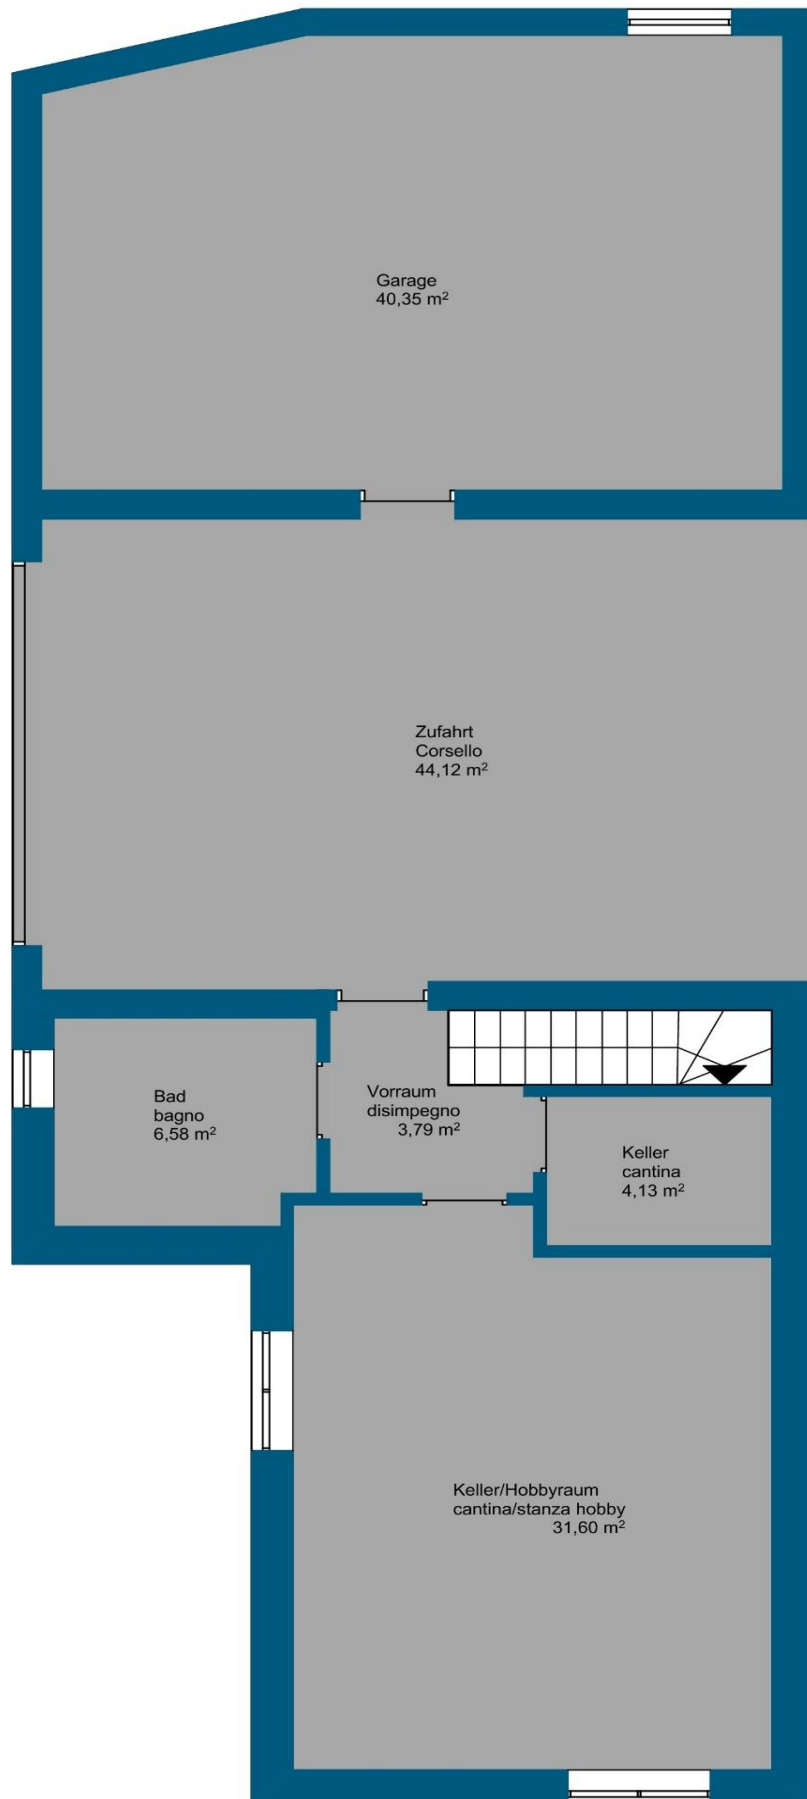 Garage
40,35 m²
Zufahrt
Corsello
44,12 m²
Bad
bagno
6,58 m²
Vorraum
disimpegno
3,79 m²
Keller
cantina
4,13 m²
Keller/Hobbyraum
cantina/stanza hobby
31,60 m²